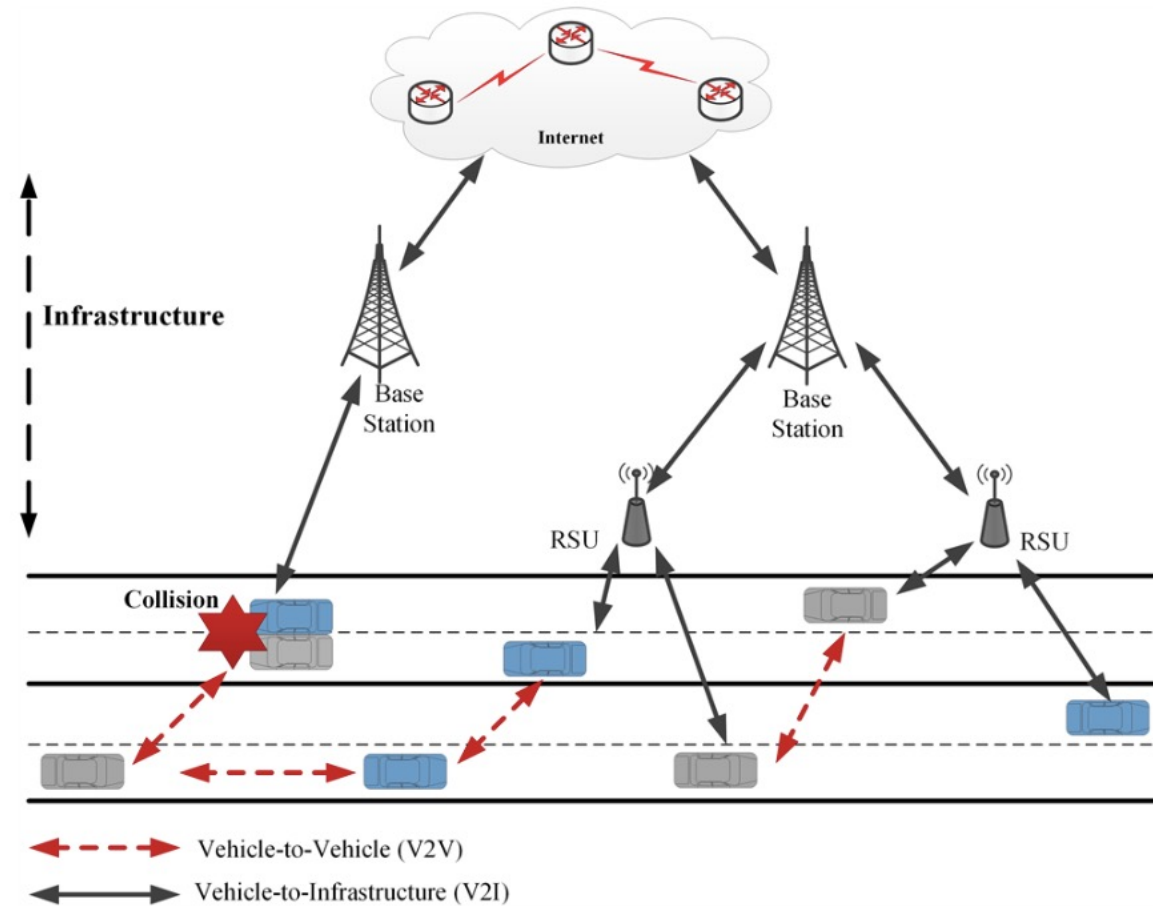 Internet
Infrastructure
Base
Station
Base
Station
RSU
RSU
Collision
Vehicle-to-Vehicle (V2V)
Vehicle-to-Infrastructure (V2I)